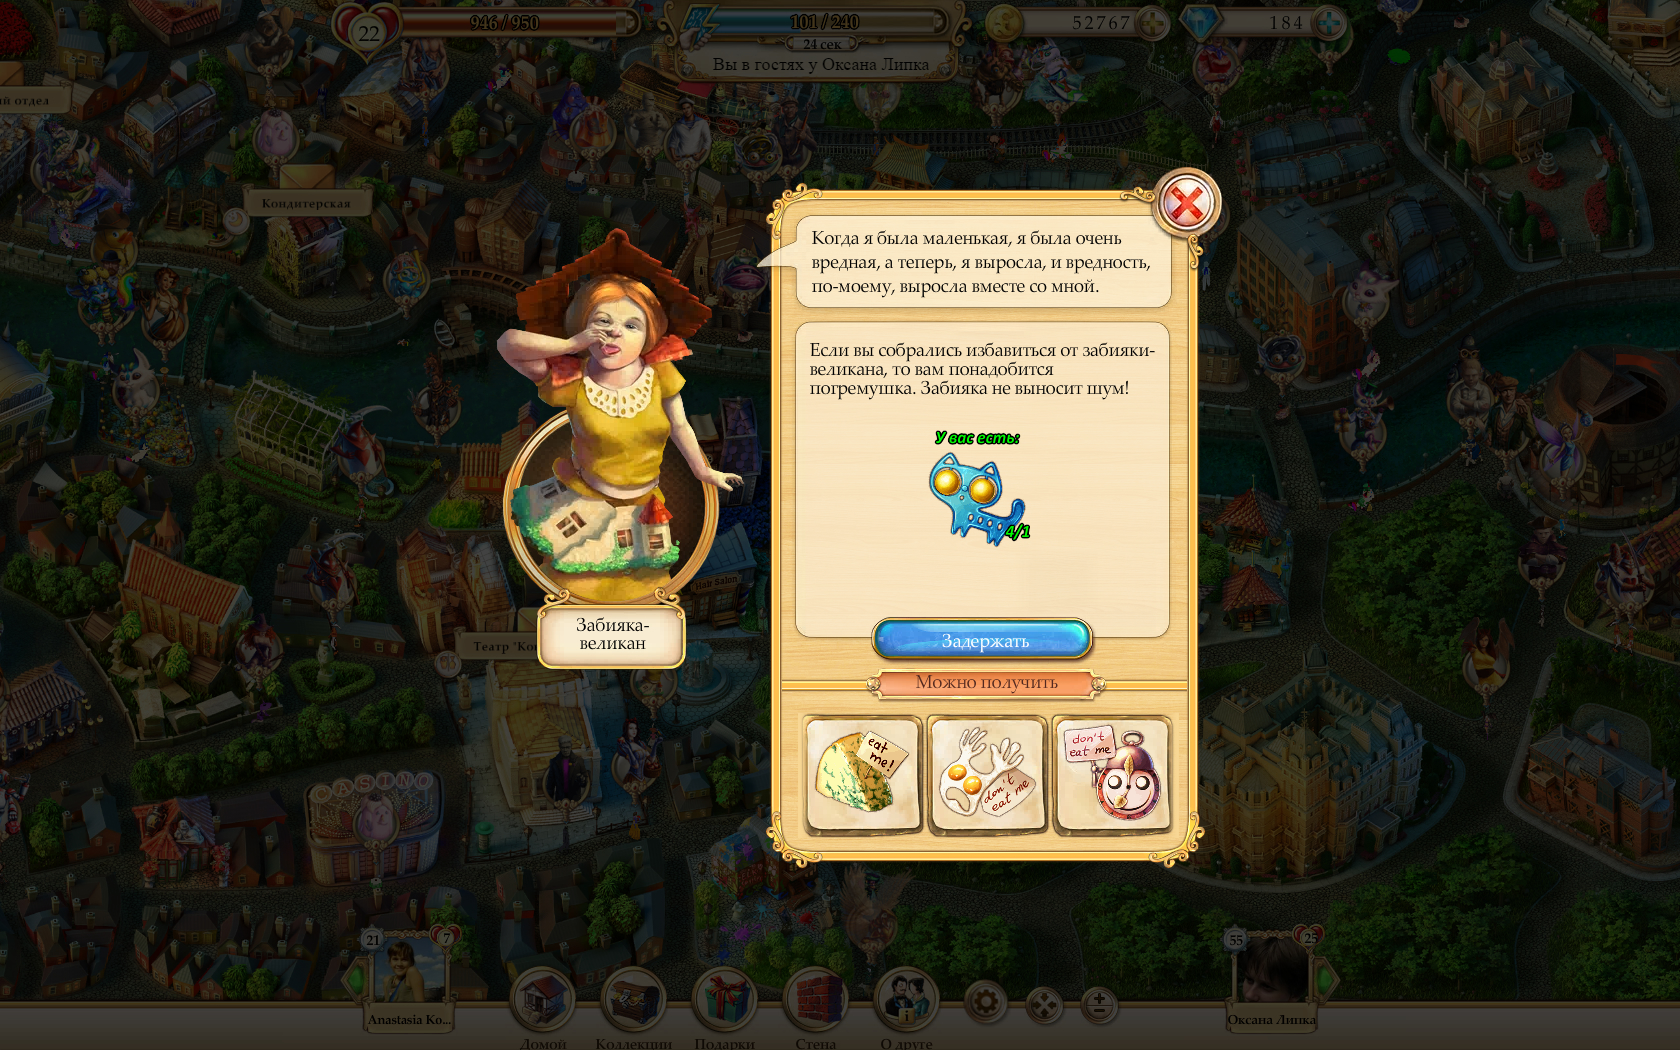 22
946 / 950
101 / 240
24 сек
52767
184
Вы в гостях у Оксана Липка
й отдел
Кондитерская
Когда я была маленькая, я была очень
вредная, а теперь, я выросла, и вредность,
по-моему, выросла вместе со мной.
Если вы собрались избавиться от забияки-
великана, то вам понадобится
погремушка. Забияка не выносит шум!
У вас есть:
4/1
Hair Salon
Забияка-
великан
Театр "Ко
Задержать
Можно получить
eat
me!
don't
eat me
don't
eat me
CASINO
21
7
55
25
Anastasia Ko...
Оксана Липка
Домой
Коллекции
Подарки
Стена
О друге